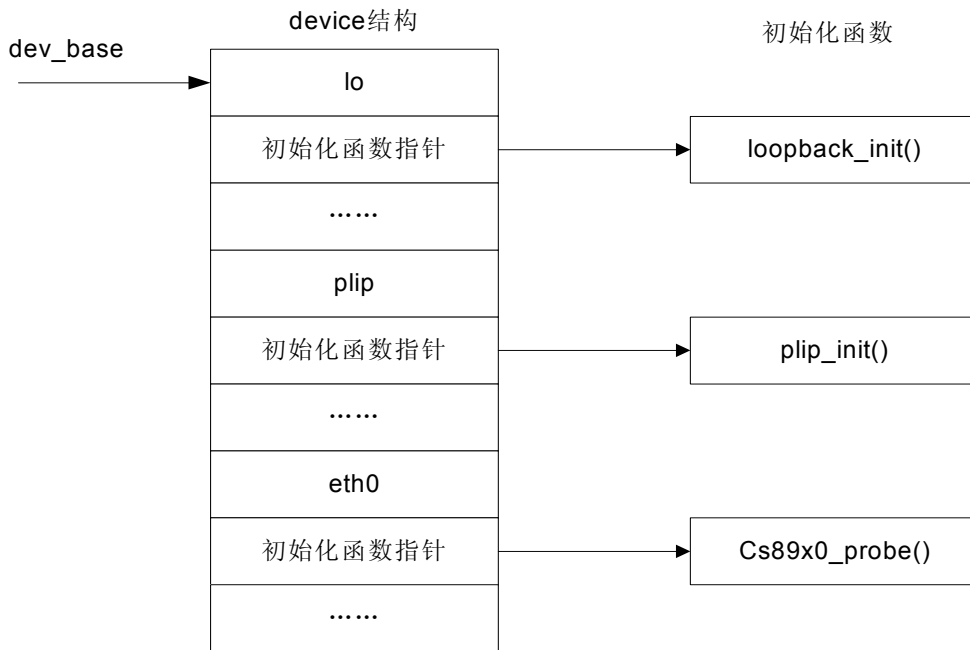 device结构
初始化函数
dev_base
lo
初始化函数指针
loopback_init()
……
plip
初始化函数指针
plip_init()
……
eth0
初始化函数指针
Cs89x0_probe()
……